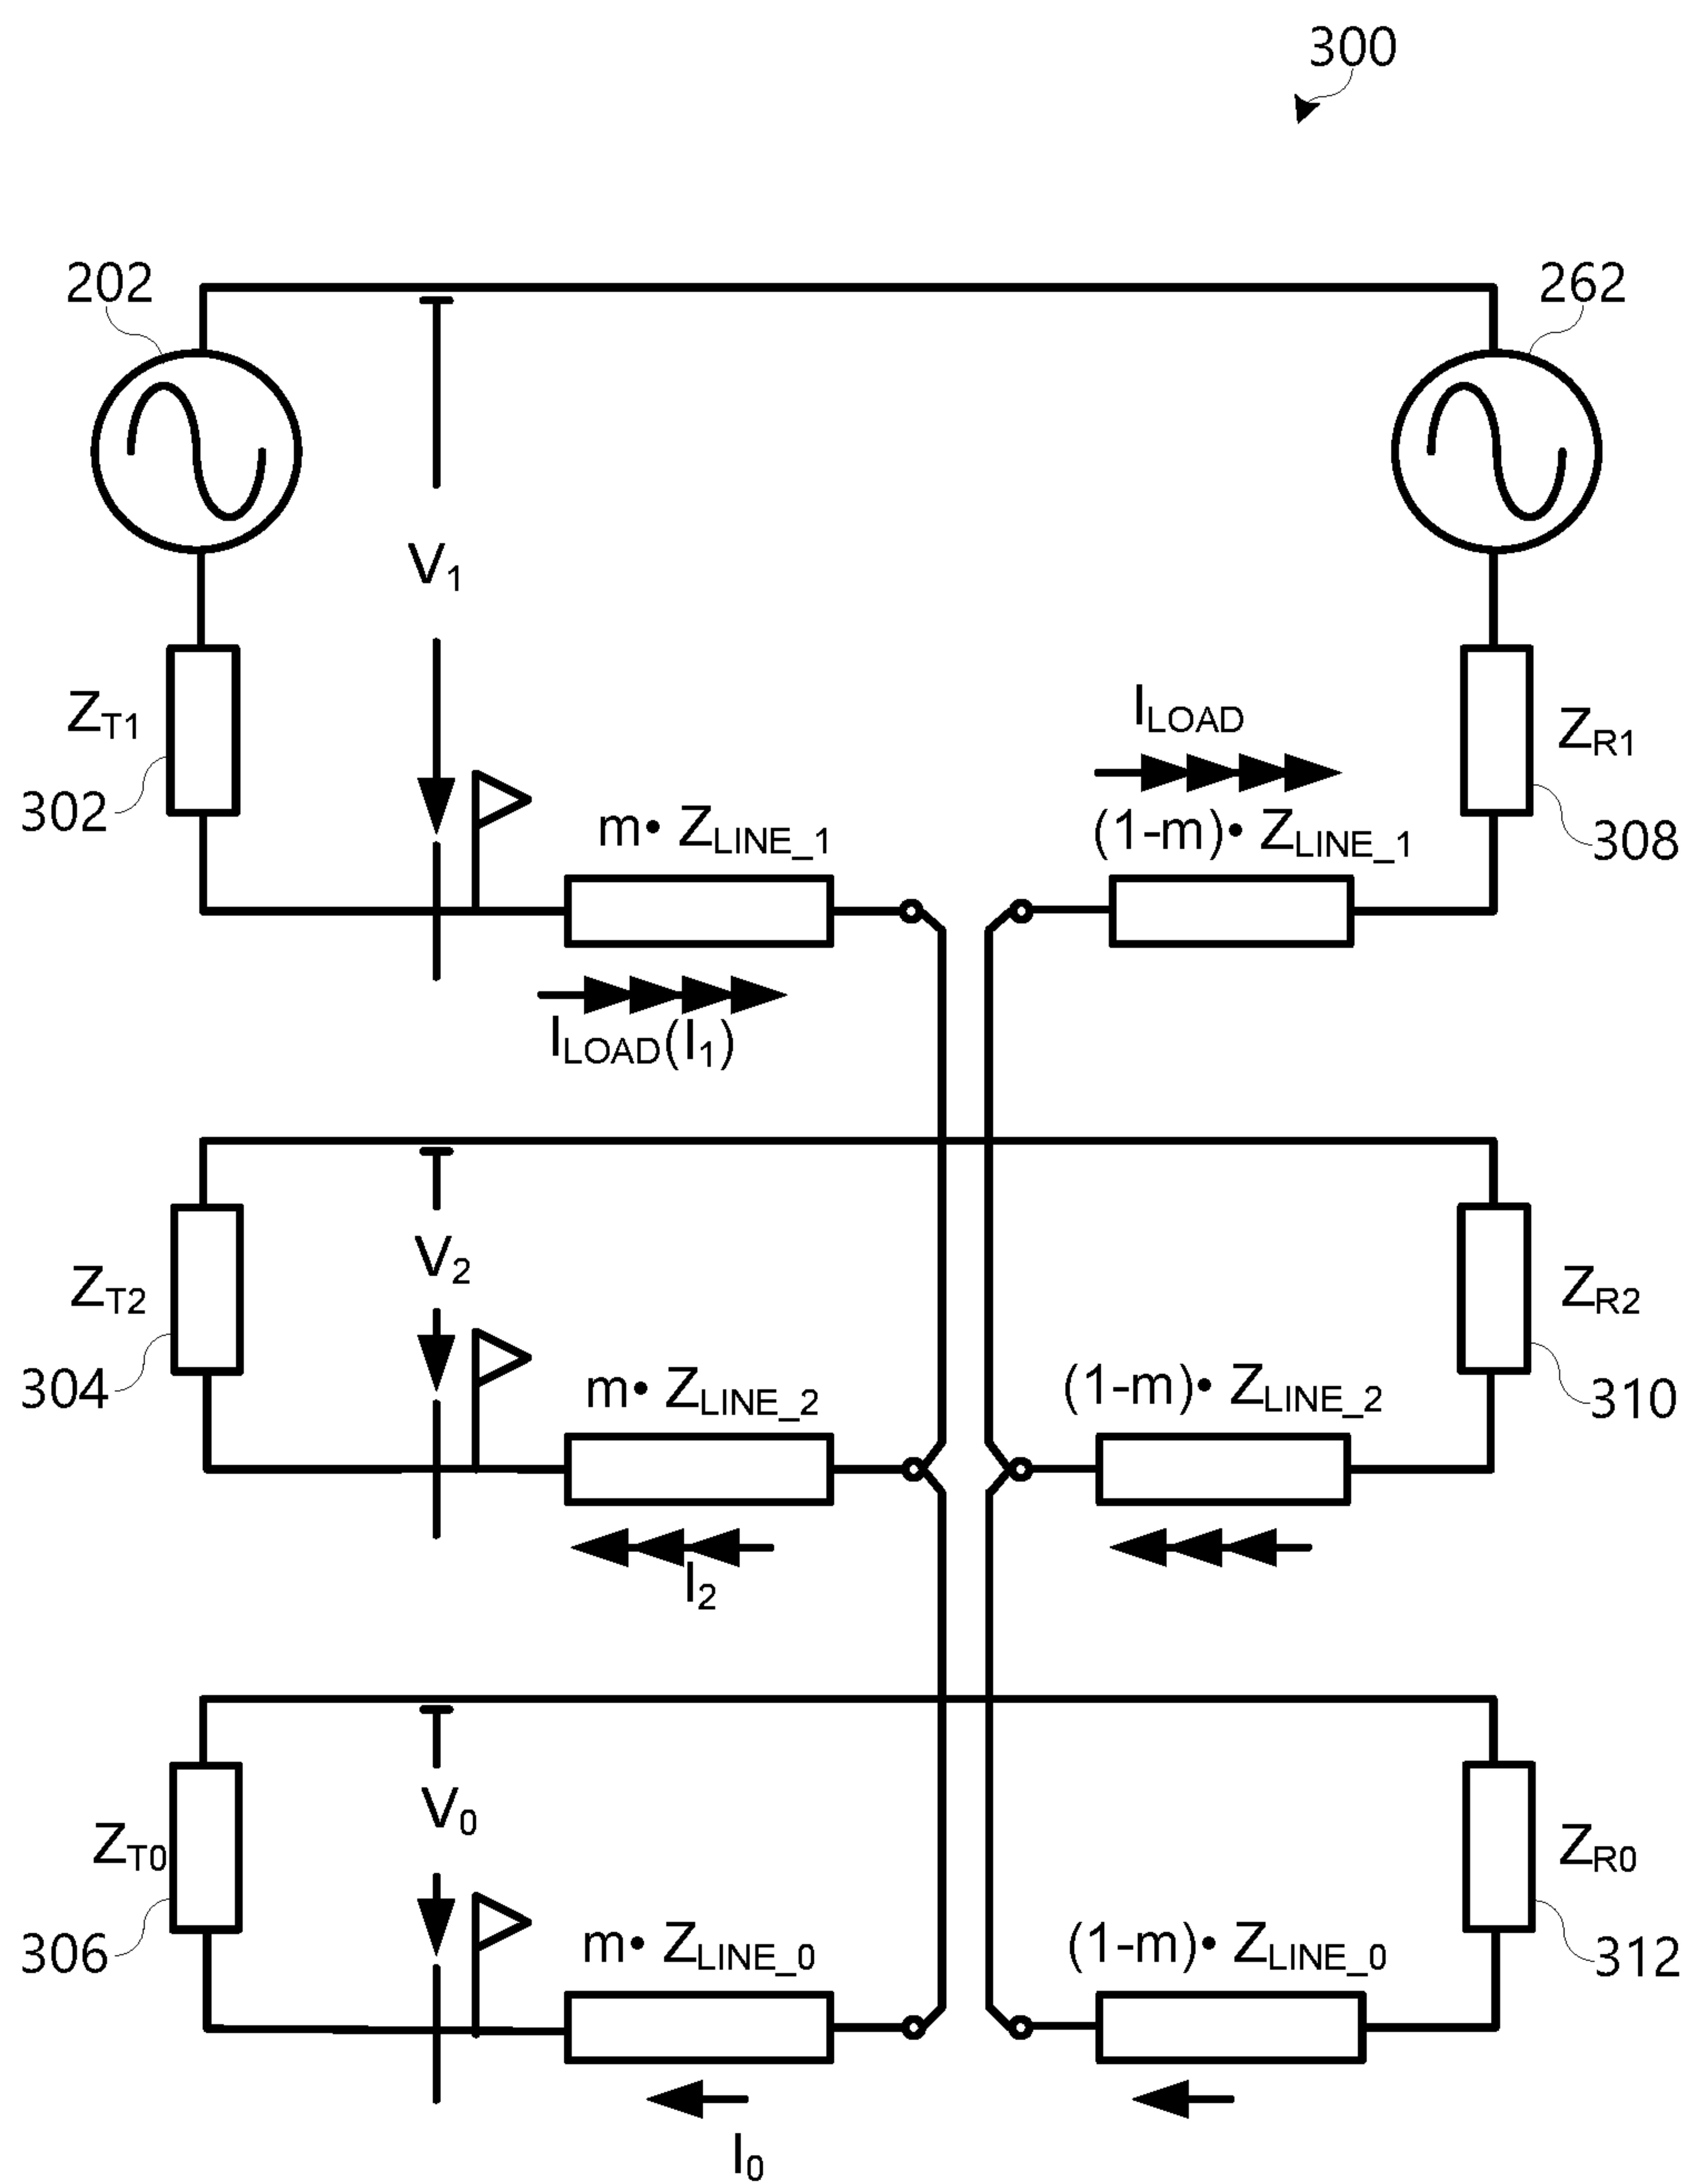 300
202
262
V1
ZT1
302
ILOAD
ZR1
308
m• ZLINE_1
(1-m)• ZLINE_1
ILOAD(I1)
V2
ZT2
304
ZR2
310
m• ZLINE_2
(1-m)• ZLINE_2
I2
V0
ZT0
306
ZR0
312
m• ZLINE_0
(1-m)• ZLINE_0
I0